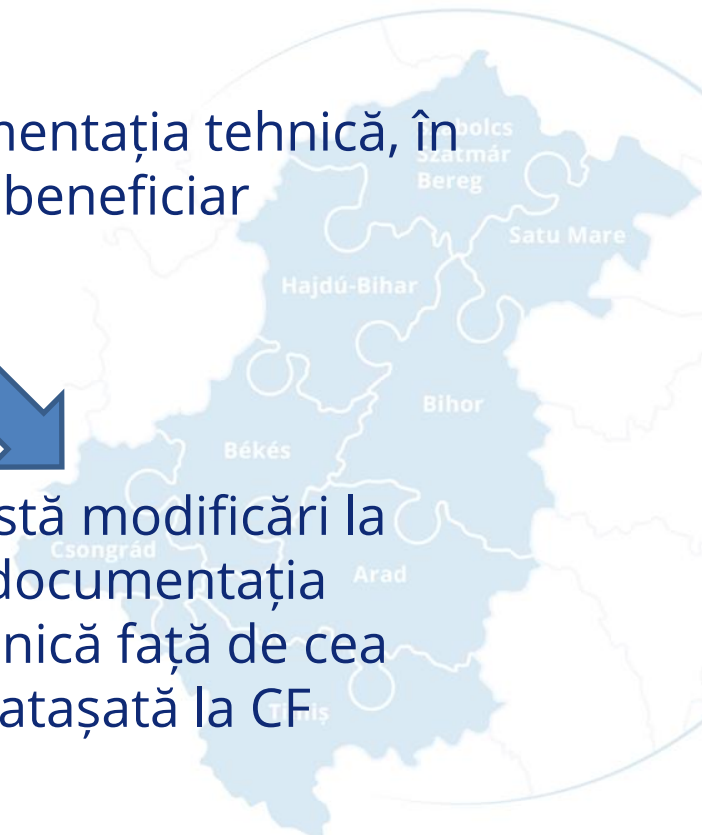 mentația tehnică, în
beneficiar
Szabolcs
Szatmár
Bereg
Satu Mare
Hajdú-Bihar
Bihor
Békés
stă modificări la
Csongrád
documentația
Arad
nică față de cea
atașată la CF
Timiș